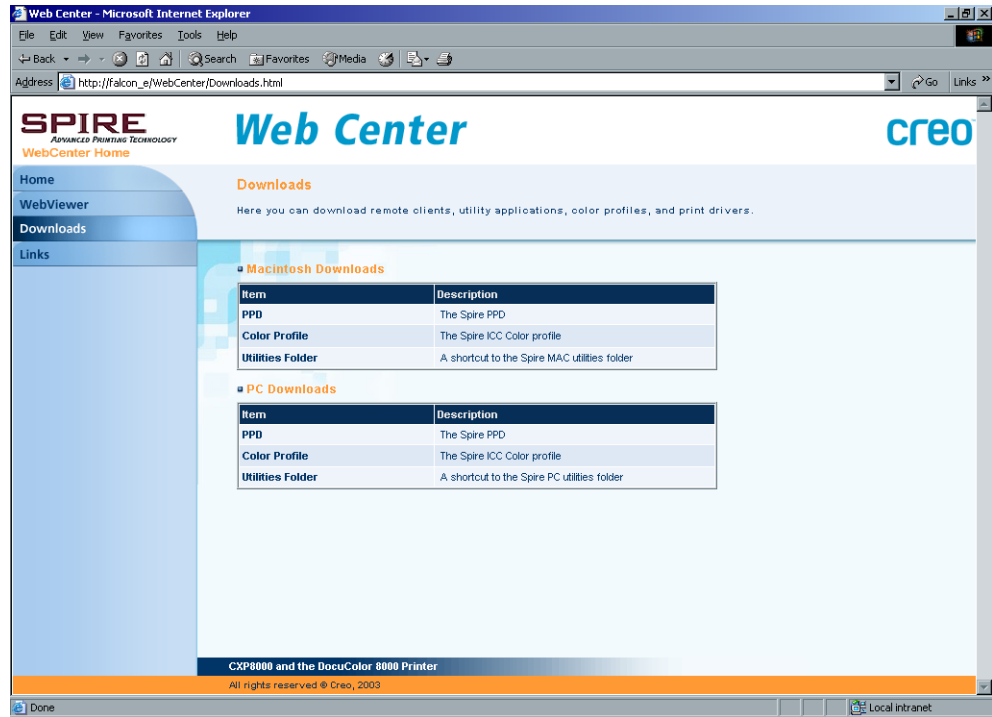 Web Center - Microsoft Internet Explorer
File Edit View Favorites Tools Help
Back Search Favorites Media
Address http://falcon_e/WebCenter/Downloads.html Go Links »
SPIRE
ADVANCED PRINTING TECHNOLOGY
WebCenter Home
Web Center
creo
Home
WebViewer
Downloads
Links
Downloads
Here you can download remote clients, utility applications, color profiles, and print drivers.
Macintosh Downloads
Item Description
PPD The Spire PPD
Color Profile The Spire ICC Color profile
Utilities Folder A shortcut to the Spire MAC utilities folder
PC Downloads
Item Description
PPD The Spire PPD
Color Profile The Spire ICC Color profile
Utilities Folder A shortcut to the Spire PC utilities folder
CXP8000 and the DocuColor 8000 Printer
All rights reserved © Creo, 2003
Done Local intranet